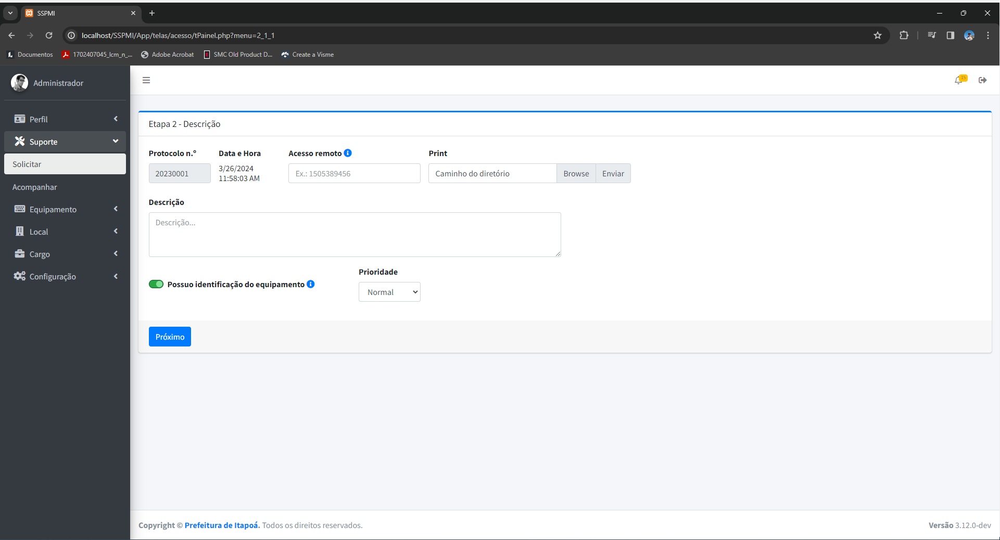 SSPMI
localhost/SSPMI/App/telas/acesso/tPainel.php?menu=2_1_1
Documentos
1702407045_lcm_n_...
Adobe Acrobat
SMC Old Product D...
Create a Visme
Administrador
15
Perfil
Suporte
Solicitar
Acompanhar
Equipamento
Local
Cargo
Configuração
Etapa 2 - Descrição
Protocolo n.º
Data e Hora
Acesso remoto
Print
20230001
3/26/2024
11:58:03 AM
Ex.: 1505389456
Caminho do diretório
Browse
Enviar
Descrição
Descrição...
Possuo identificação do equipamento
Prioridade
Normal
Próximo
Copyright © Prefeitura de Itapoá. Todos os direitos reservados.
Versão 3.12.0-dev